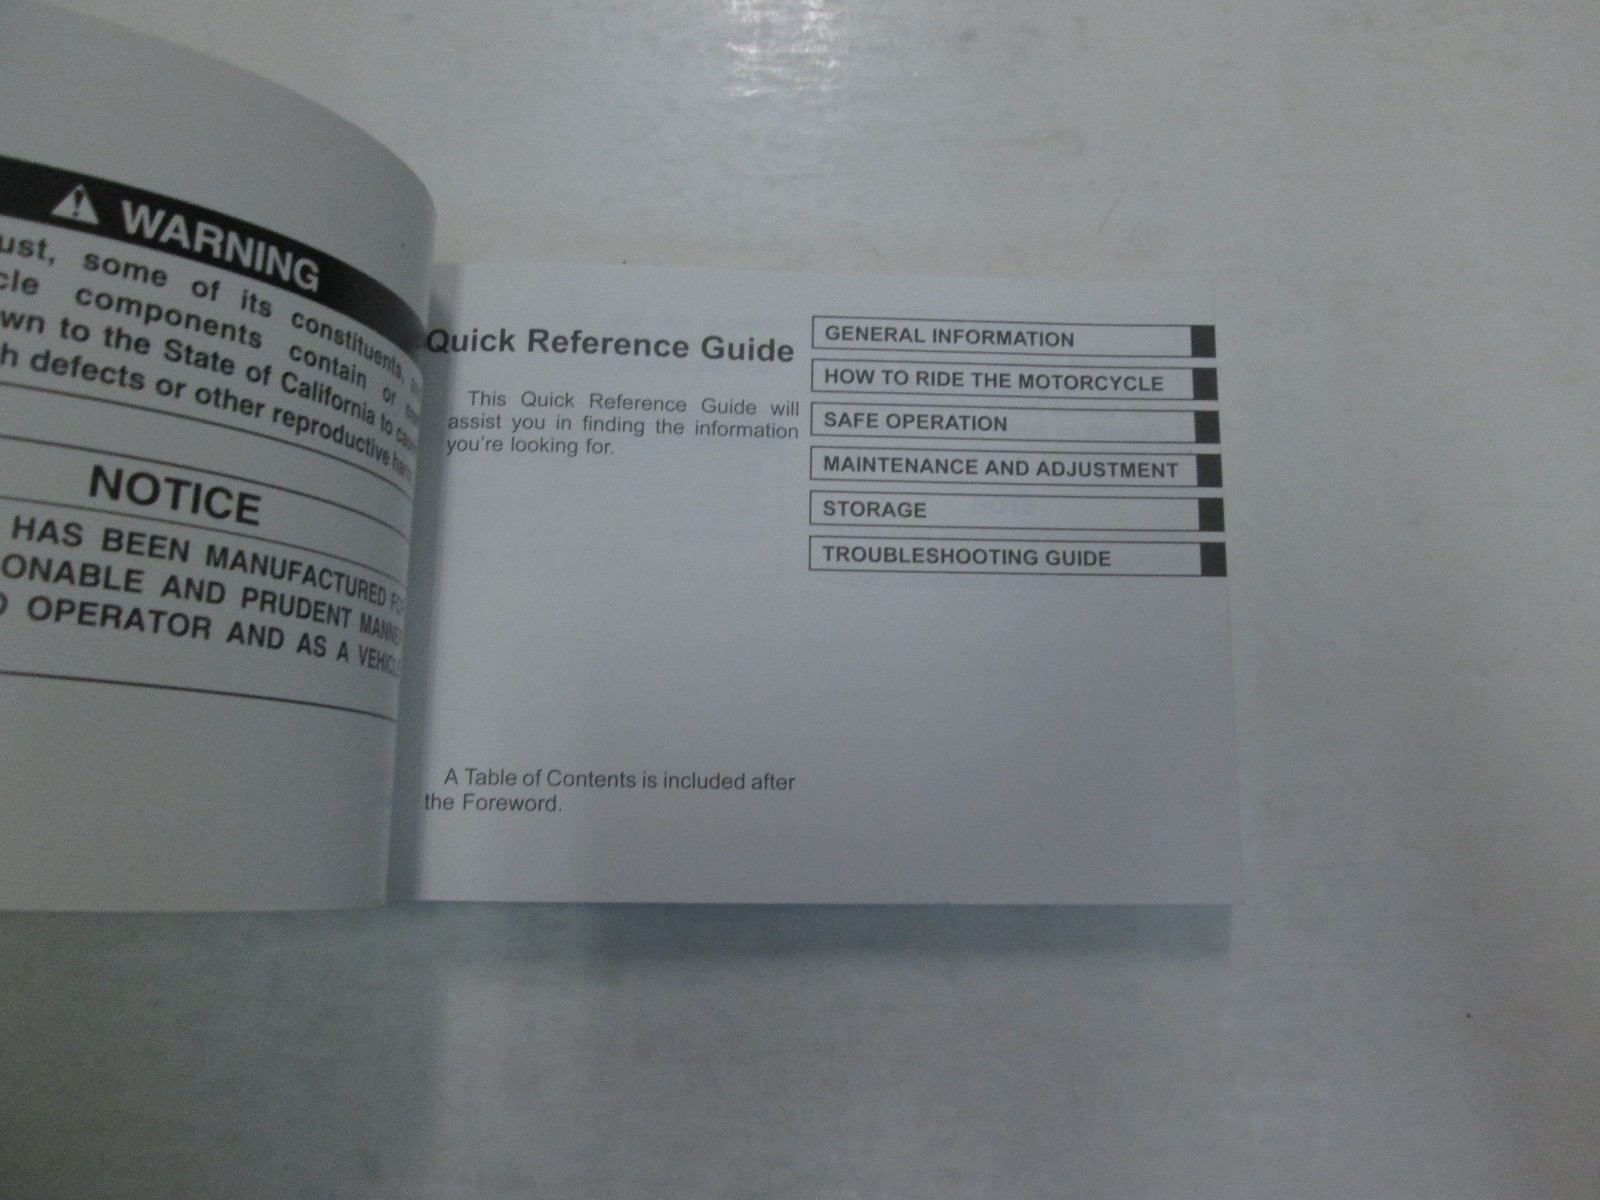 WARNING
ust, some of its constituents,
cle components contain or
wn to the State of California to
h defects or other reproductive
NOTICE
HAS BEEN MANUFACTURED
ONABLE AND PRUDENT
OPERATOR AND AS A VEHICLE
Quick Reference Guide
This Quick Reference Guide will
assist you in finding the information
you're looking for.
A Table of Contents is included after
the Foreword.
GENERAL INFORMATION
HOW TO RIDE THE MOTORCYCLE
SAFE OPERATION
MAINTENANCE AND ADJUSTMENT
STORAGE
TROUBLESHOOTING GUIDE